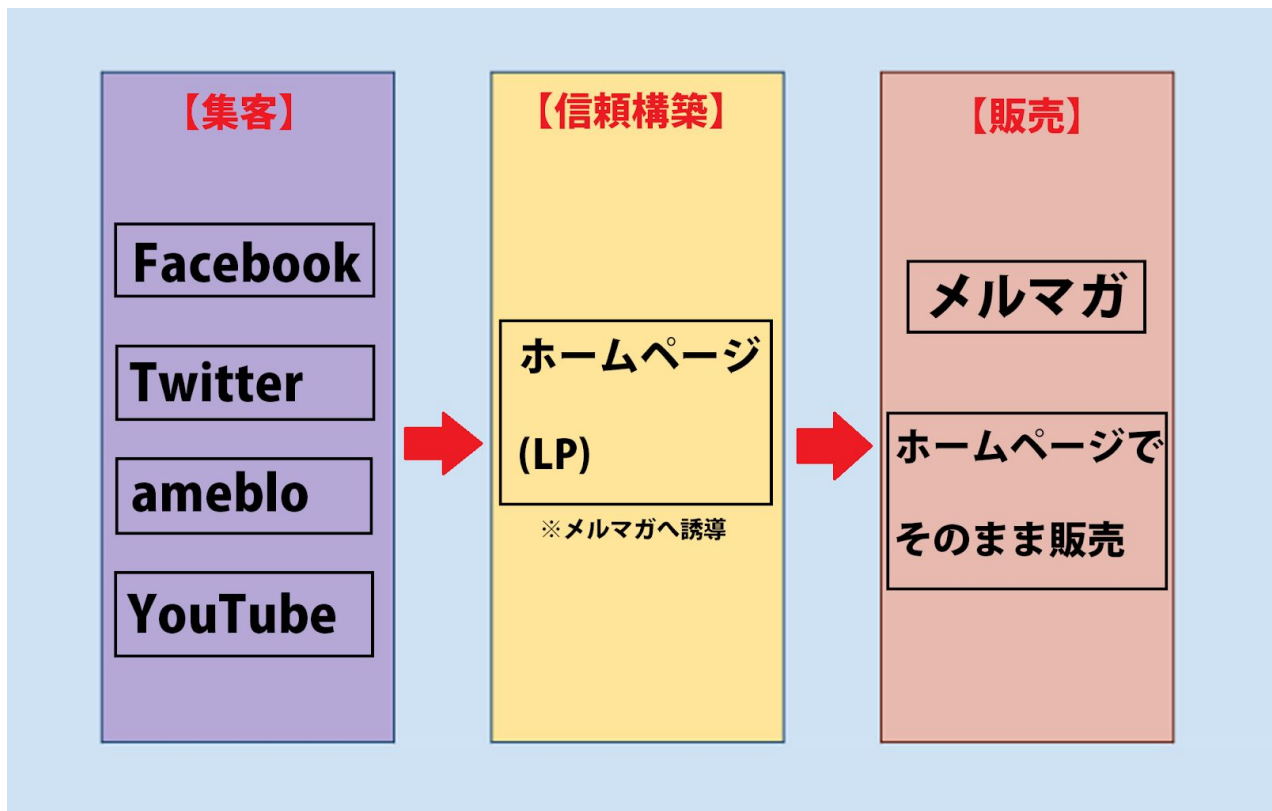 【集客】
Facebook
Twitter
ameblo
YouTube
【信頼構築】
ホームページ
(LP)
※メルマガへ誘導
【販売】
メルマガ
ホームページで
そのまま販売